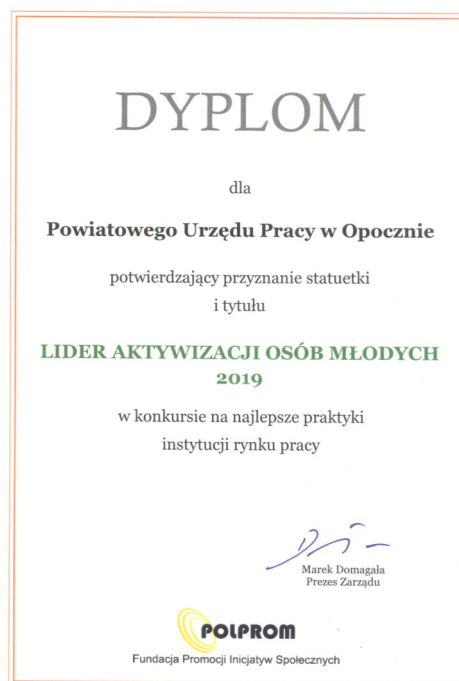 DYPLOM
dla
Powiatowego Urzędu Pracy w Opocznie
potwierdzający przyznanie statuetki
i tytułu
LIDER AKTYWIZACJI OSÓB MŁODYCH
2019
w konkursie na najlepsze praktyki
instytucji rynku pracy
Marek Domagała
Prezes Zarządu
POLPROM
Fundacja Promocji Inicjatyw Społecznych